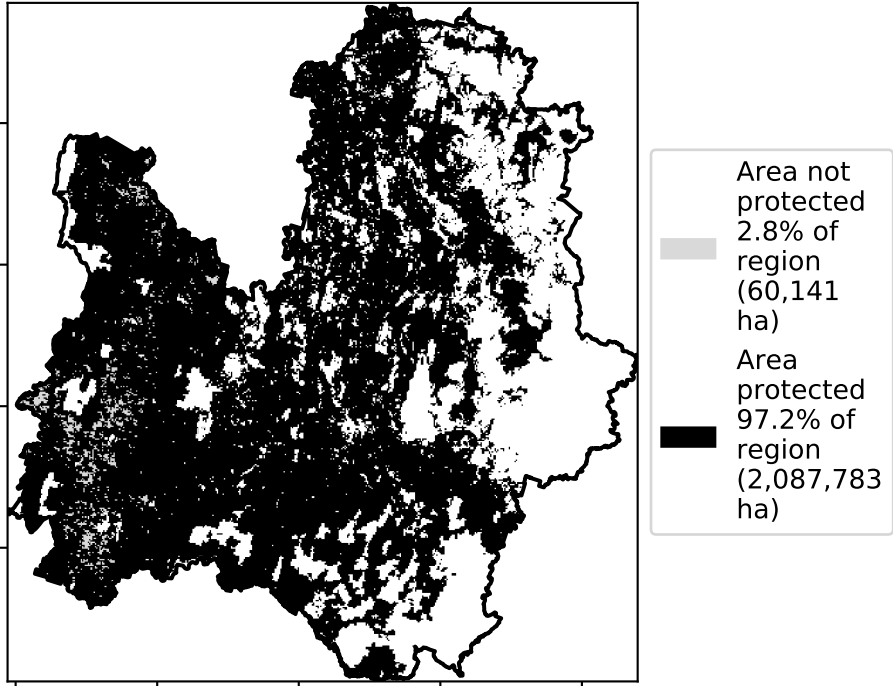 Area not
protected
2.8% of
region
(60,141
ha)
Area
protected
97.2% of
region
(2,087,783
ha)